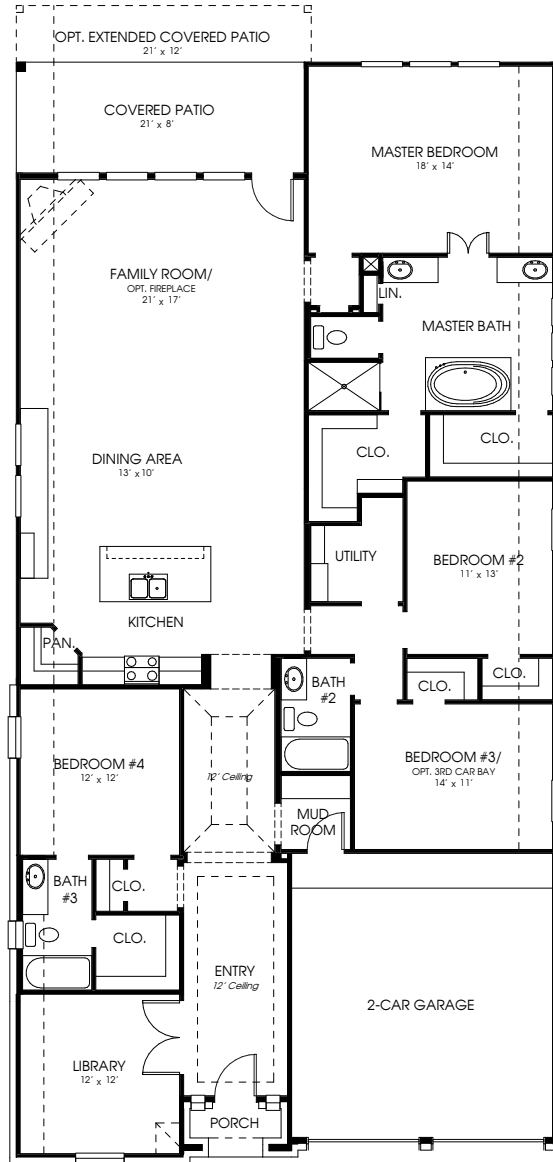 OPT. EXTENDED COVERED PATIO
21' x 12'
COVERED PATIO
21' x 8'
MASTER BEDROOM
18' x 14'
FAMILY ROOM/
OPT. FIREPLACE
21' x 17'
LIN.
MASTER BATH
DINING AREA
13' x 10'
CLO.
CLO.
UTILITY
BEDROOM #2
11' x 13'
KITCHEN
PAN.
BATH
#2
CLO.
CLO.
BEDROOM #4
12' x 12'
12' Ceiling
BEDROOM #3/
OPT. 3RD CAR BAY
14' x 11'
MUD
ROOM
BATH
#3
CLO.
CLO.
ENTRY
12' Ceiling
2-CAR GARAGE
LIBRARY
12' x 12'
PORCH